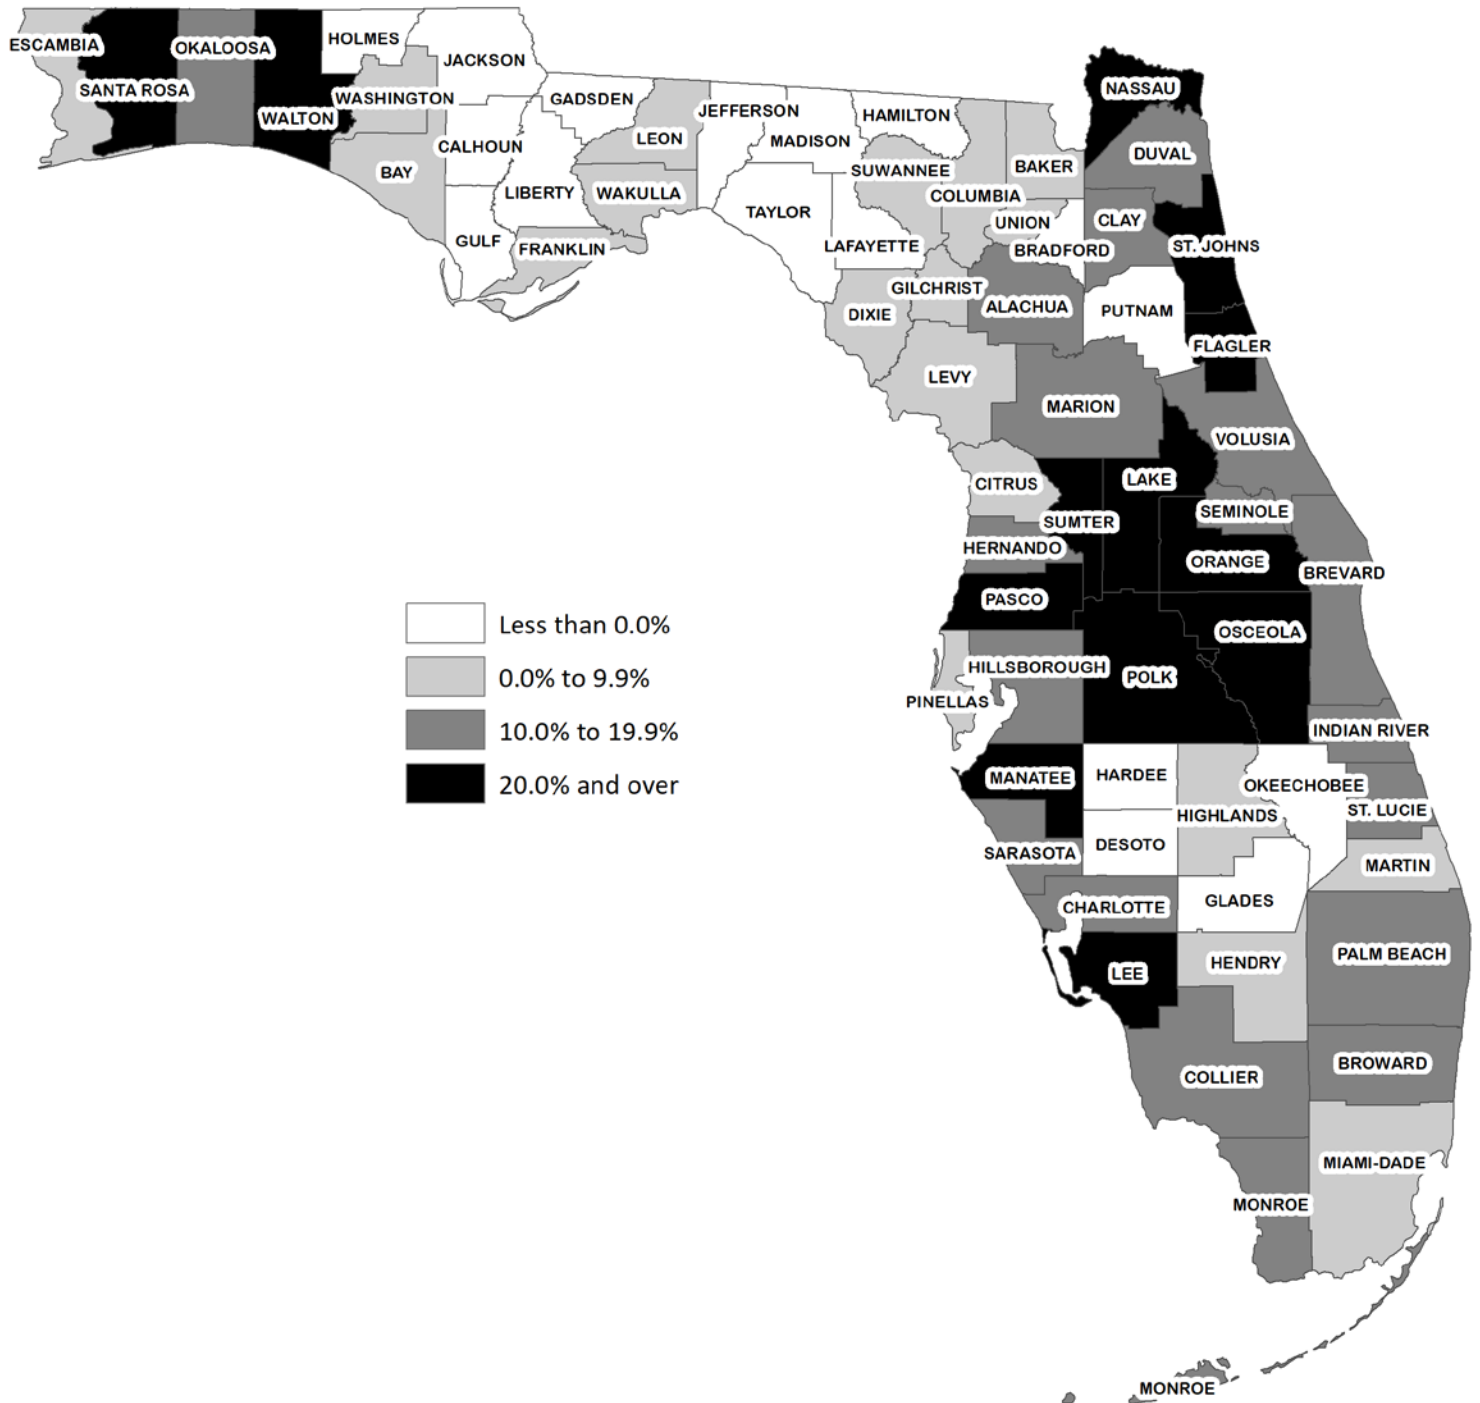 HOLMES
ESCAMBIA
OKALOOSA
JACKSON
SANTA ROSA
NASSAU
WASHINGTON
GADSDEN
JEFFERSON
HAMILTON
WALTON
LEON
MADISON
CALHOUN
DUVAL
BAY
BAKER
SUWANNEE
LIBERTY
WAKULLA
COLUMBIA
TAYLOR
UNION
CLAY
GULF
FRANKLIN
LAFAYETTE
BRADFORD
ST. JOHNS
GILCHRIST
ALACHUA
PUTNAM
DIXIE
FLAGLER
LEVY
MARION
VOLUSIA
CITRUS
LAKE
SEMINOLE
SUMTER
HERNANDO
ORANGE
BREVARD
PASCO
Less than 0.0%
OSCEOLA
HILLSBOROUGH
POLK
0.0% to 9.9%
PINELLAS
10.0% to 19.9%
INDIAN RIVER
MANATEE
HARDEE
20.0% and over
OKEECHOBEE
HIGHLANDS
ST. LUCIE
DESOTO
SARASOTA
MARTIN
GLADES
CHARLOTTE
PALM BEACH
HENDRY
LEE
BROWARD
COLLIER
MIAMI-DADE
MONROE
MONROE